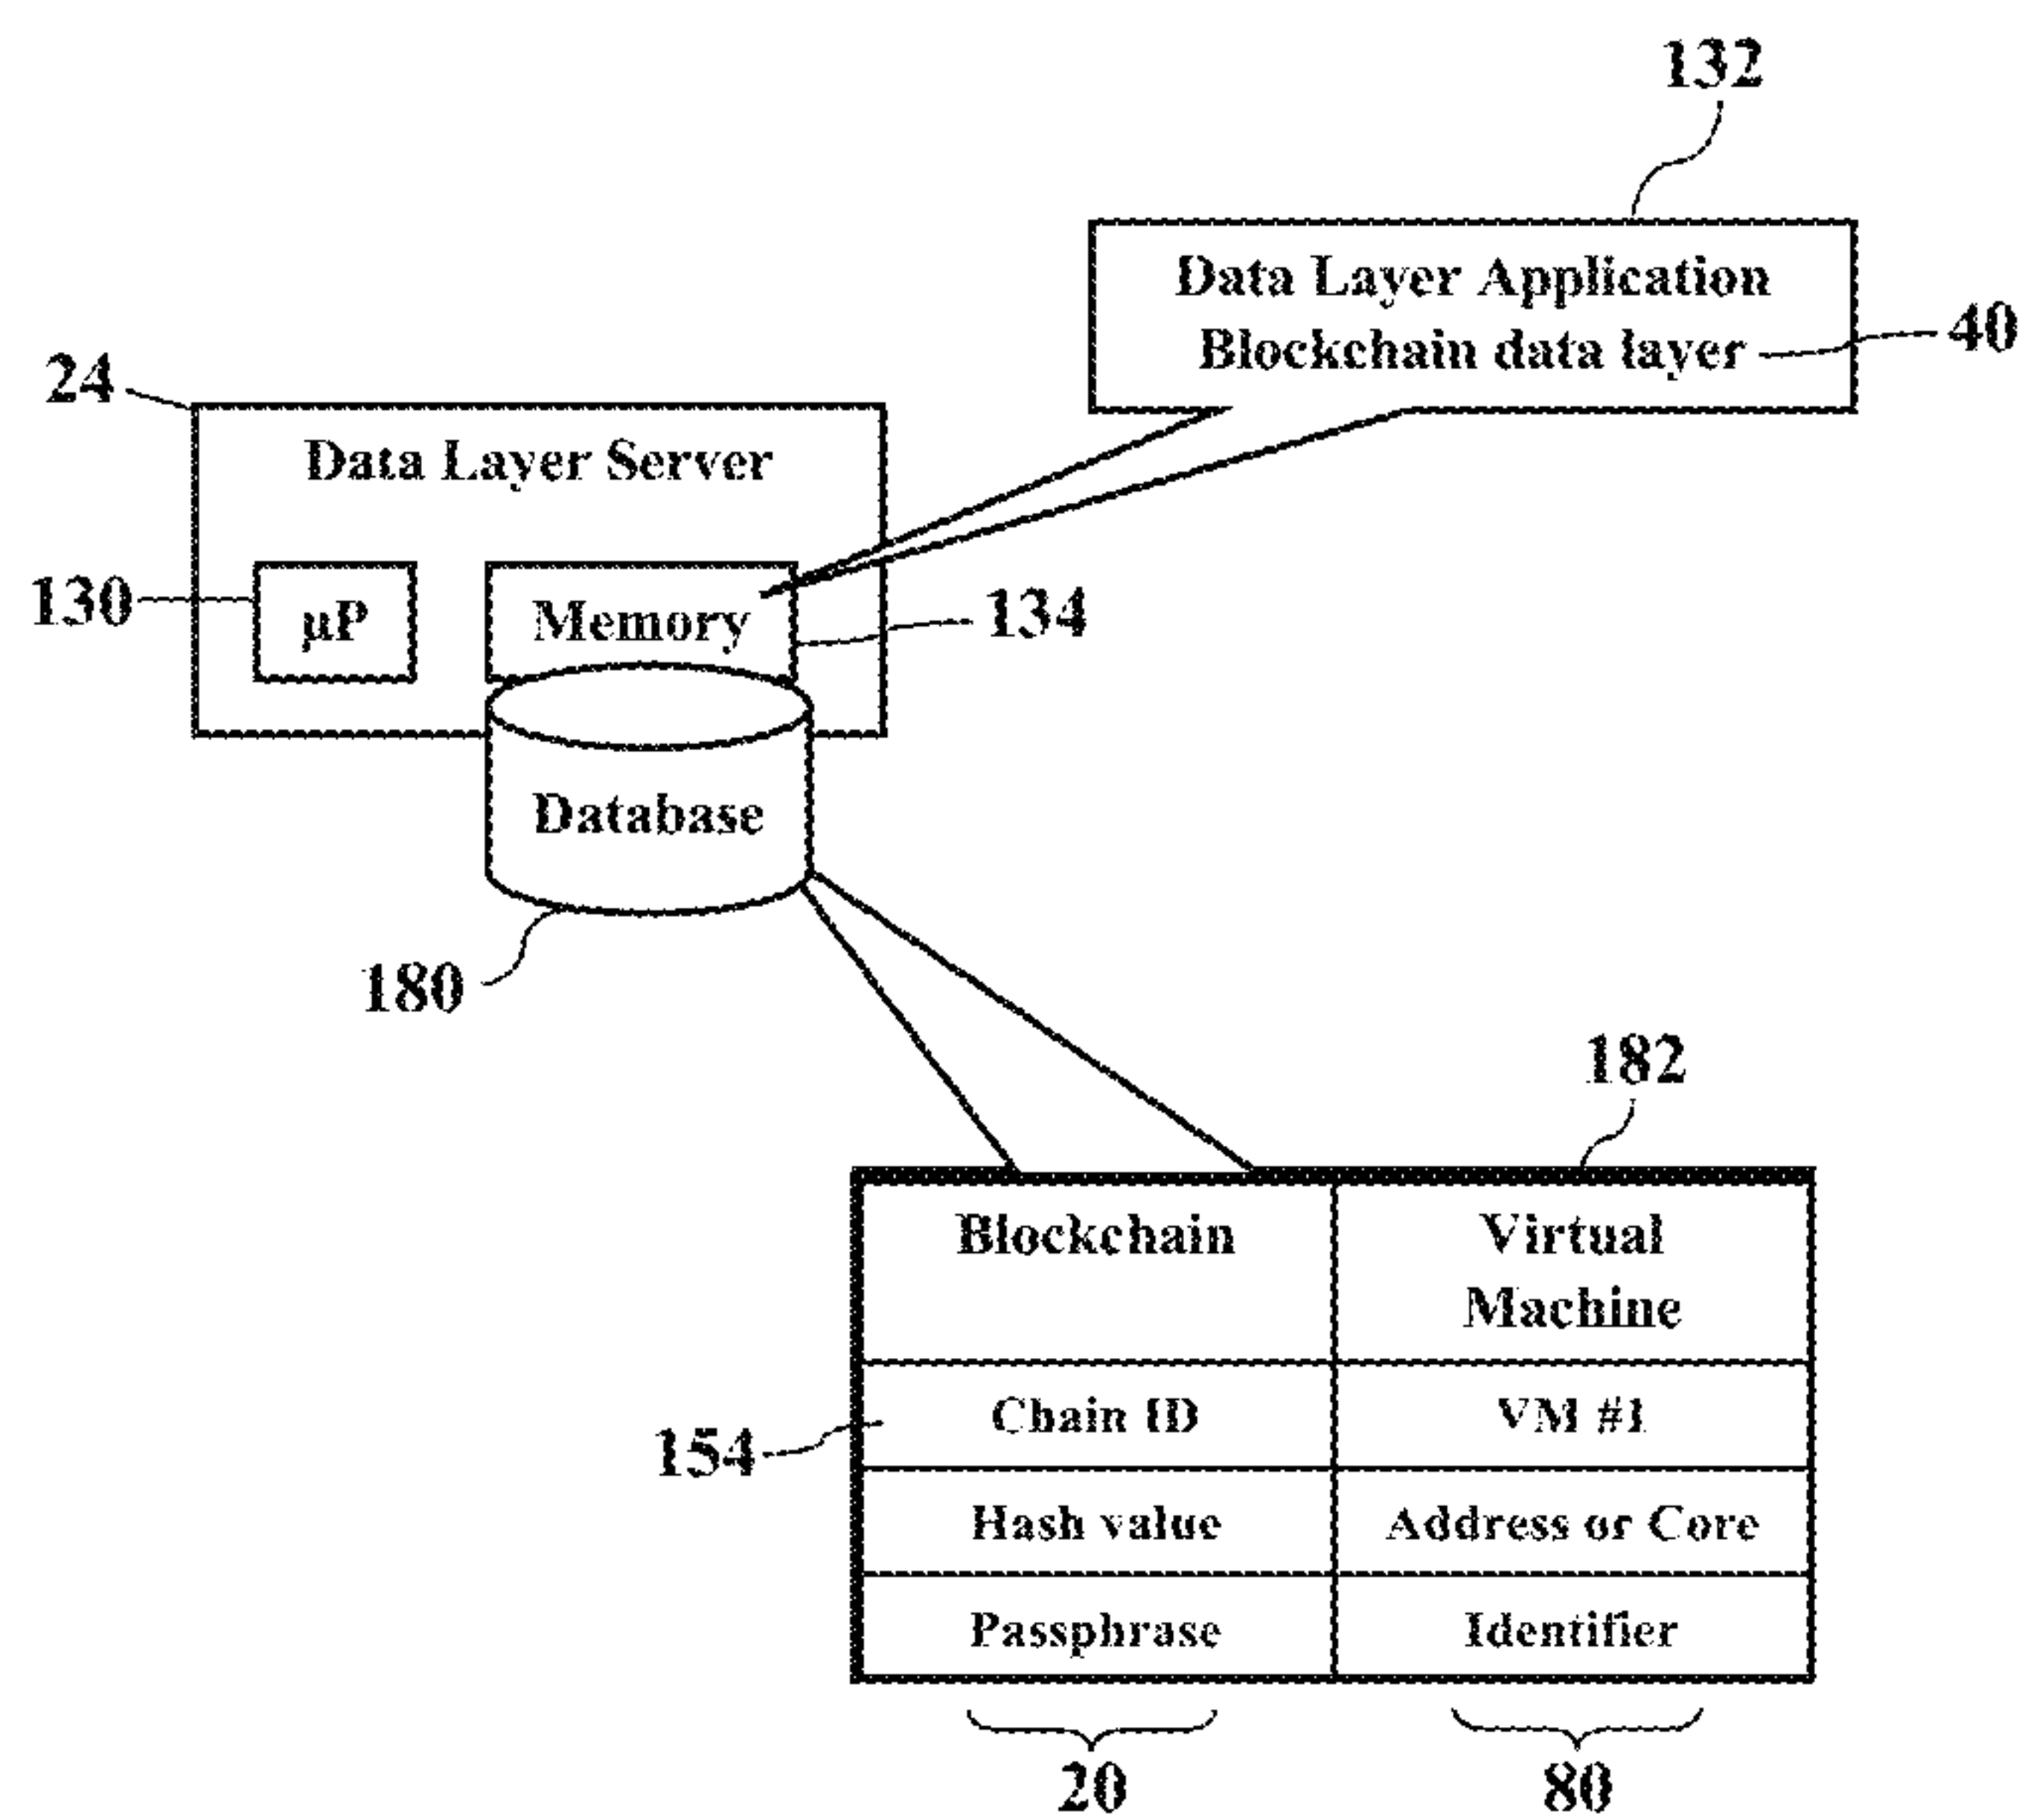 132
Data Layer Application
Blockchain data layer
40
24
Data Layer Server
130
µP
Memory
134
Database
180
182
Blockchain
Virtual
Machine
154
Chain ID
VM #1
Hash value
Address or Core
Passphrase
Identifier
20
80